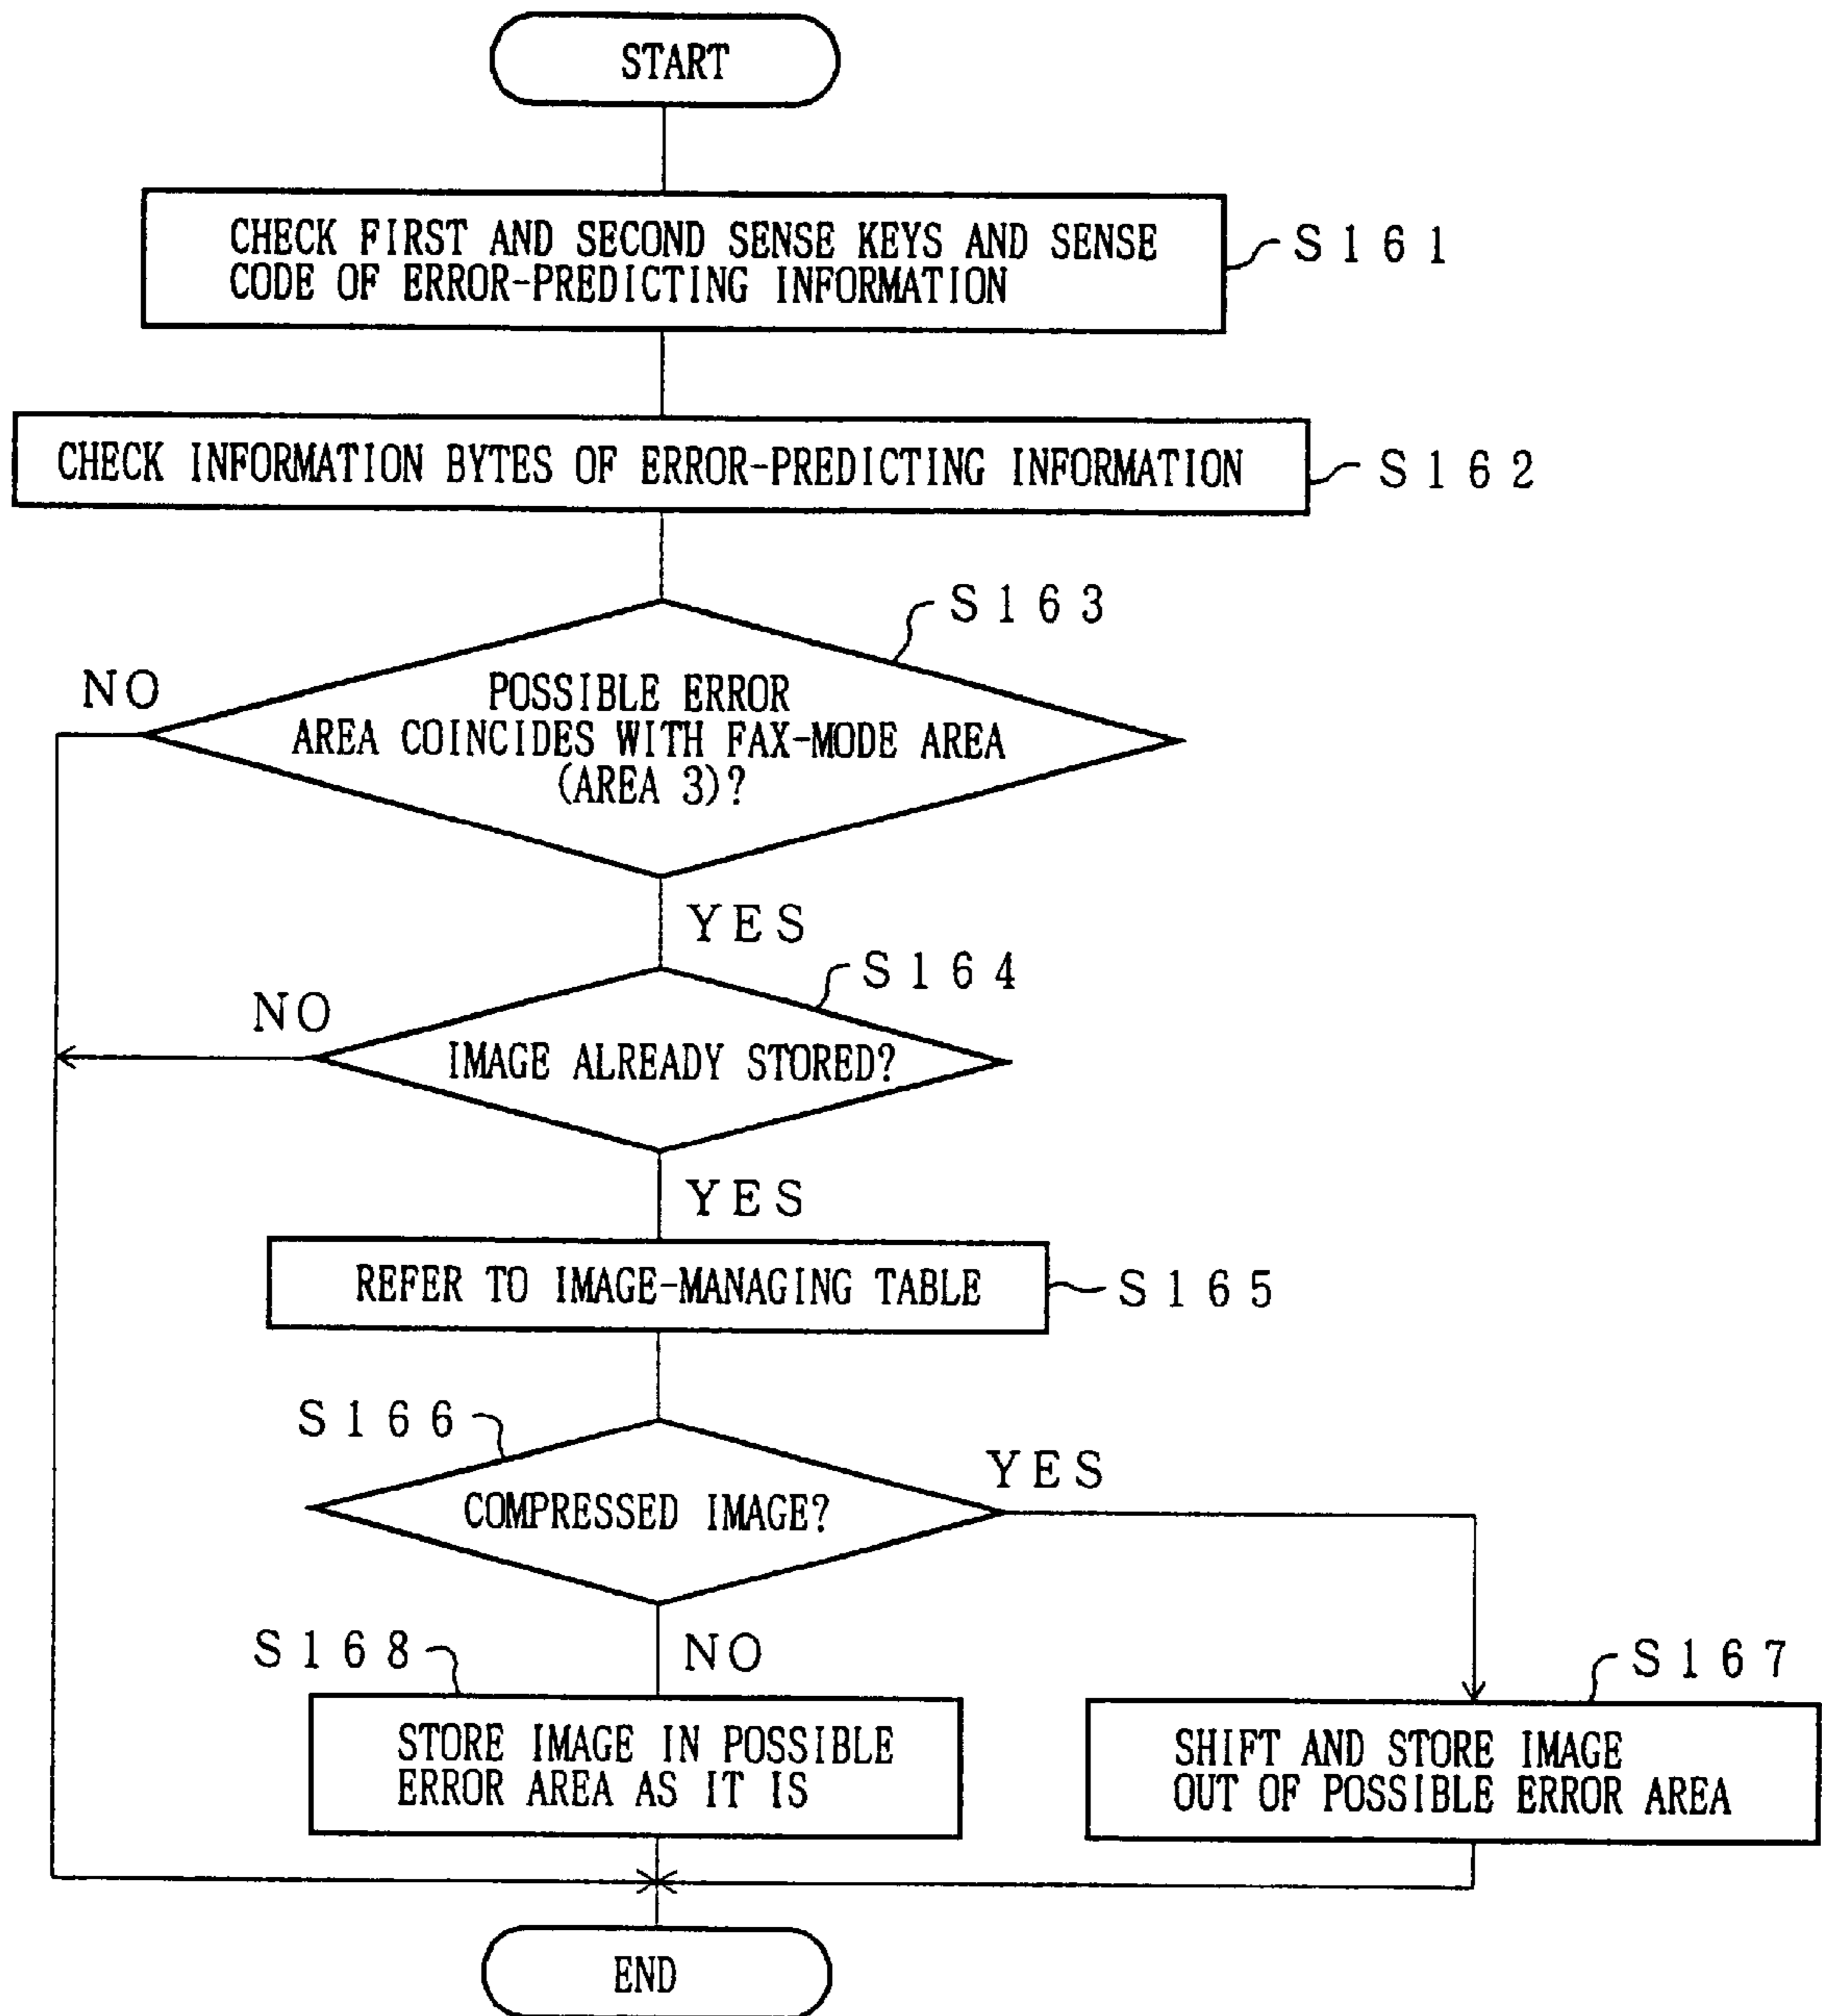 START
CHECK FIRST AND SECOND SENSE KEYS AND SENSE
CODE OF ERROR-PREDICTING INFORMATION
S161
CHECK INFORMATION BYTES OF ERROR-PREDICTING INFORMATION
S162
S163
NO
POSSIBLE ERROR
AREA COINCIDES WITH FAX-MODE AREA
(AREA 3)?
YES
S164
NO
IMAGE ALREADY STORED?
YES
REFER TO IMAGE-MANAGING TABLE
S165
S166
YES
COMPRESSED IMAGE?
S168
NO
S167
STORE IMAGE IN POSSIBLE
ERROR AREA AS IT IS
SHIFT AND STORE IMAGE
OUT OF POSSIBLE ERROR AREA
END